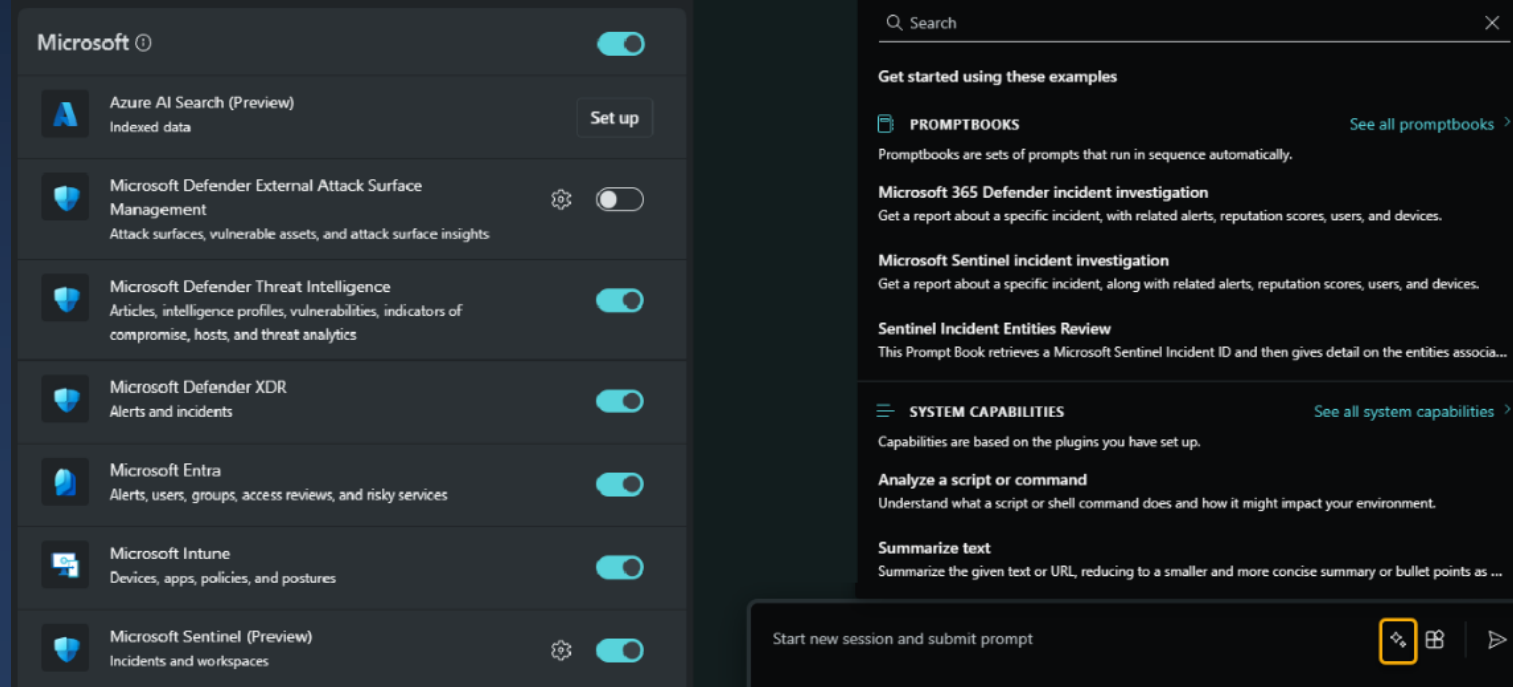 Microsoft
Azure AI Search (Preview)
Indexed data
Set up
Microsoft Defender External Attack Surface
Management
Attack surfaces, vulnerable assets, and attack surface insights
Microsoft Defender Threat Intelligence
Articles, intelligence profiles, vulnerabilities, indicators of
compromise, hosts, and threat analytics
Microsoft Defender XDR
Alerts and incidents
Microsoft Entra
Alerts, users, groups, access reviews, and risky services
Microsoft Intune
Devices, apps, policies, and postures
Microsoft Sentinel (Preview)
Incidents and workspaces
Search
Get started using these examples
PROMPTBOOKS
See all promptbooks
Promptbooks are sets of prompts that run in sequence automatically.
Microsoft 365 Defender incident investigation
Get a report about a specific incident, with related alerts, reputation scores, users, and devices.
Microsoft Sentinel incident investigation
Get a report about a specific incident, along with related alerts, reputation scores, users, and devices.
Sentinel Incident Entities Review
This Prompt Book retrieves a Microsoft Sentinel Incident ID and then gives detail on the entities associa...
SYSTEM CAPABILITIES
See all system capabilities
Capabilities are based on the plugins you have set up.
Analyze a script or command
Understand what a script or shell command does and how it might impact your environment.
Summarize text
Summarize the given text or URL, reducing to a smaller and more concise summary or bullet points as ...
Start new session and submit prompt